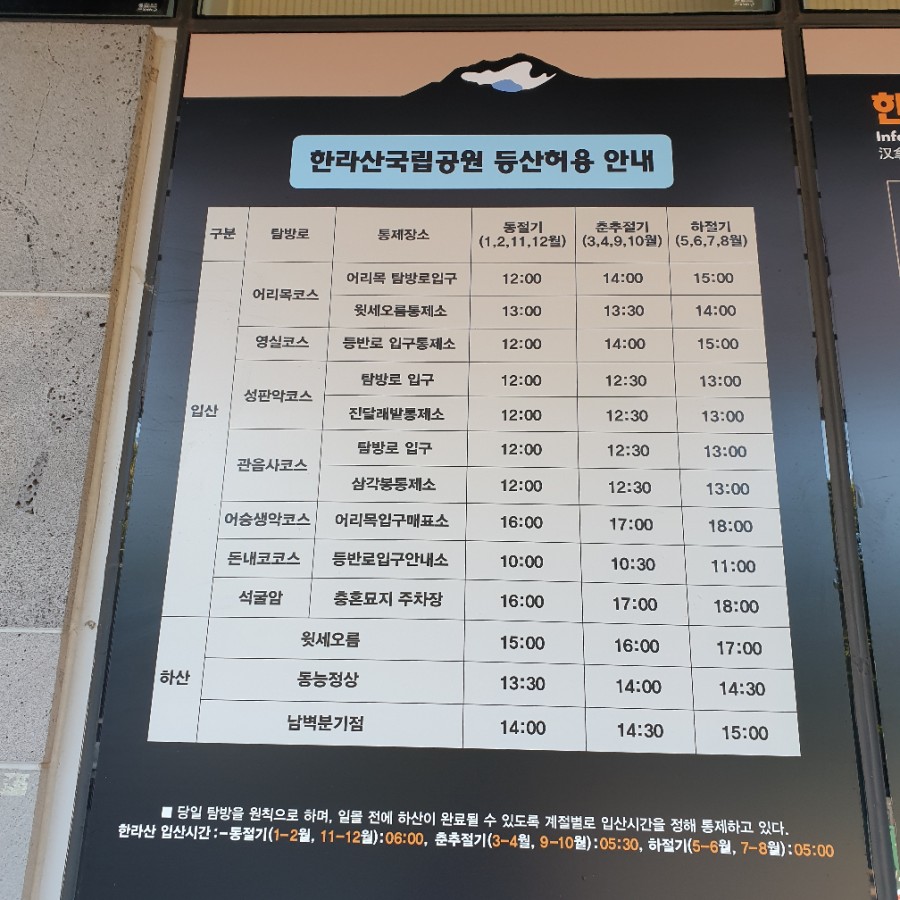 한라산국립공원 등산허용 안내
구분 탐방로 통제장소 동절기 (1,2,11,12월) 춘추절기 (3,4,9,10월) 하절기 (5,6,7,8월)
입산 어리목코스 어리목 탐방로입구 12:00 14:00 15:00
윗세오름통제소 13:00 13:30 14:00
영실코스 등반로 입구통제소 12:00 14:00 15:00
성판악코스 탐방로 입구 12:00 12:30 13:00
진달래밭통제소 12:00 12:30 13:00
관음사코스 탐방로 입구 12:00 12:30 13:00
삼각봉통제소 12:00 12:30 13:00
어승생악코스 어리목입구매표소 16:00 17:00 18:00
돈내코코스 등반로입구안내소 10:00 10:30 11:00
석굴암 충혼묘지 주차장 16:00 17:00 18:00
하산 윗세오름 15:00 16:00 17:00
동능정상 13:30 14:00 14:30
남벽분기점 14:00 14:30 15:00
■ 당일 탐방을 원칙으로 하며, 일몰 전에 하산이 완료될 수 있도록 계절별로 입산시간을 정해 통제하고 있다.
한라산 입산시간:-동절기(1-2월, 11-12월):06:00, 춘추절기(3-4월, 9-10월):05:30, 하절기(5-6월, 7-8월):05:00